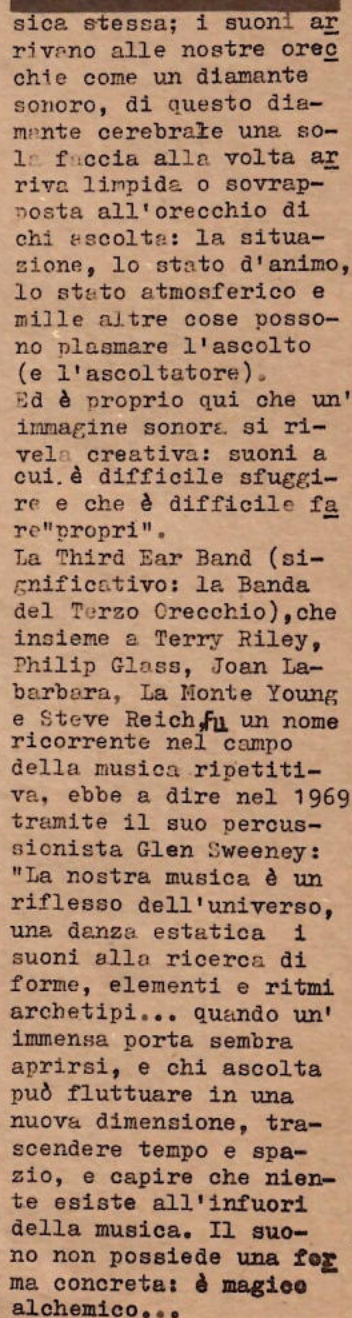 sica stessa; i suoni ar
rivano alle nostre orec
chie come un diamante
sonoro, di questo dia-
mante cerebrale una so-
la faccia alla volta ar
riva limpida o sovrap-
posta all'orecchio di
chi ascolta: la situa-
zione, lo stato d'animo,
lo stato atmosferico e
mille altre cose posso-
no plasmare l'ascolto
(e l'ascoltatore).
Ed è proprio qui che un'
immagine sonora si ri-
vela creativa: suoni a
cui è difficile sfuggi-
re e che è difficile fa
re"propri".
La Third Ear Band (si-
gnificativo: la Banda
del Terzo Orecchio),che
insieme a Terry Riley,
Philip Glass, Joan La-
barbara, La Monte Young
e Steve Reich,fu un nome
ricorrente nel campo
della musica ripetiti-
va, ebbe a dire nel 1969
tramite il suo percus-
sionista Glen Sweeney:
"La nostra musica è un
riflesso dell'universo,
una danza estatica i
suoni alla ricerca di
forme, elementi e ritmi
archetipi... quando un'
immensa porta sembra
aprirsi, e chi ascolta
può fluttuare in una
nuova dimensione, tra-
scendere tempo e spa-
zio, e capire che nien-
te esiste all'infuori
della musica. Il suo-
no non possiede una for
ma concreta: è magico
alchemico...